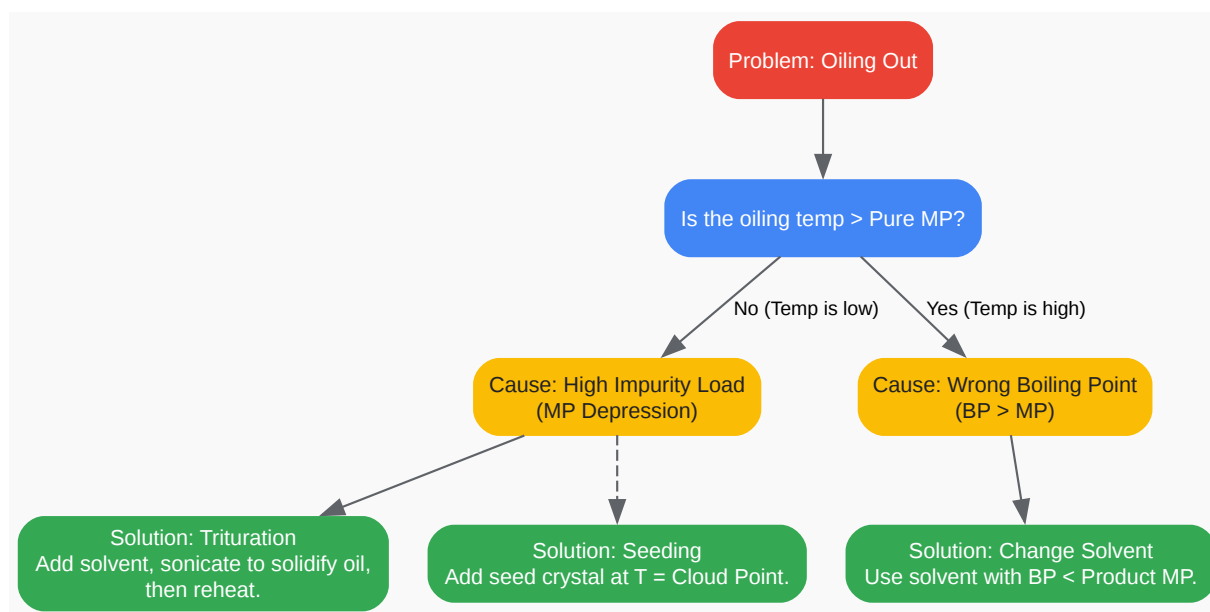 Problem: Oiling Out
Is the oiling temp > Pure MP?
No (Temp is low)
Yes (Temp is high)
Cause: High Impurity Load
(MP Depression)
Cause: Wrong Boiling Point
(BP > MP)
Solution: Trituration
Add solvent, sonicate to solidify oil,
then reheat.
Solution: Seeding
Add seed crystal at T = Cloud Point.
Solution: Change Solvent
Use solvent with BP < Product MP.